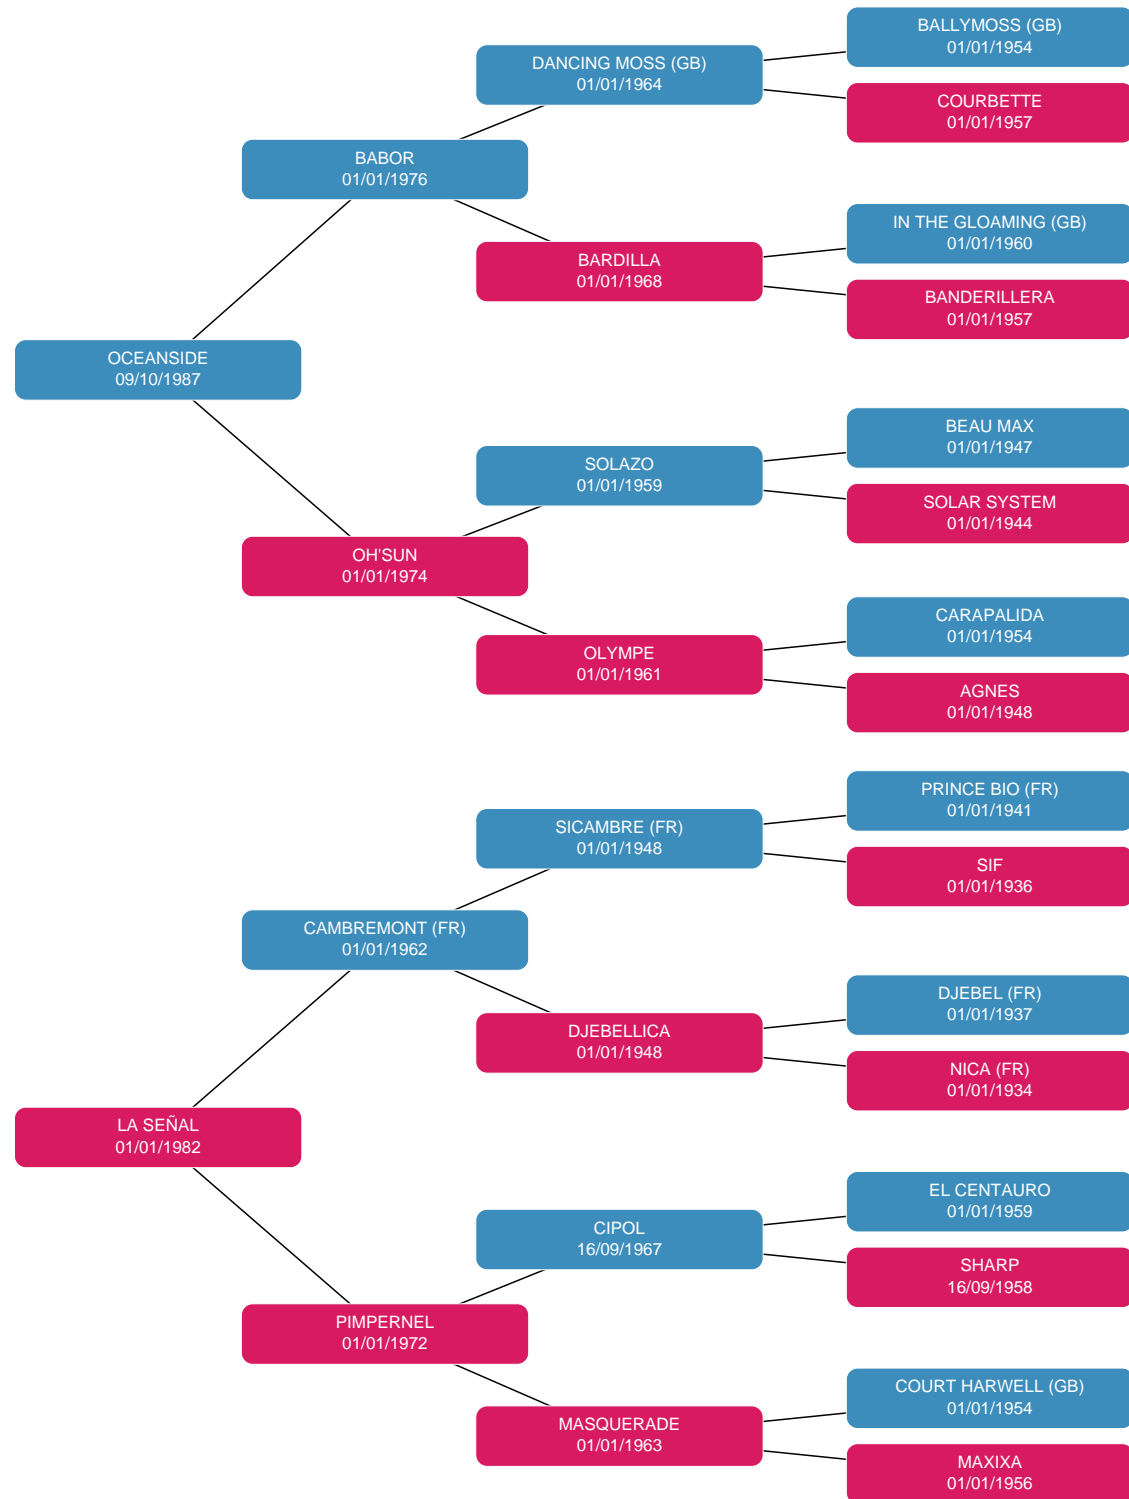 BALLYMOSS (GB)
01/01/1954
DANCING MOSS (GB)
01/01/1964
COURBETTE
01/01/1957
BABOR
01/01/1976
IN THE GLOAMING (GB)
01/01/1960
BARDILLA
01/01/1968
BANDERILLERA
01/01/1957
OCEANSIDE
09/10/1987
BEAU MAX
01/01/1947
SOLAZO
01/01/1959
SOLAR SYSTEM
01/01/1944
OH'SUN
01/01/1974
CARAPALIDA
01/01/1954
OLYMPE
01/01/1961
AGNES
01/01/1948
PRINCE BIO (FR)
01/01/1941
SICAMBRE (FR)
01/01/1948
SIF
01/01/1936
CAMBREMONT (FR)
01/01/1962
DJEBEL (FR)
01/01/1937
DJEBELLICA
01/01/1948
NICA (FR)
01/01/1934
LA SEÑAL
01/01/1982
EL CENTAURO
01/01/1959
CIPOL
16/09/1967
SHARP
16/09/1958
PIMPERNEL
01/01/1972
COURT HARWELL (GB)
01/01/1954
MASQUERADE
01/01/1963
MAXIXA
01/01/1956